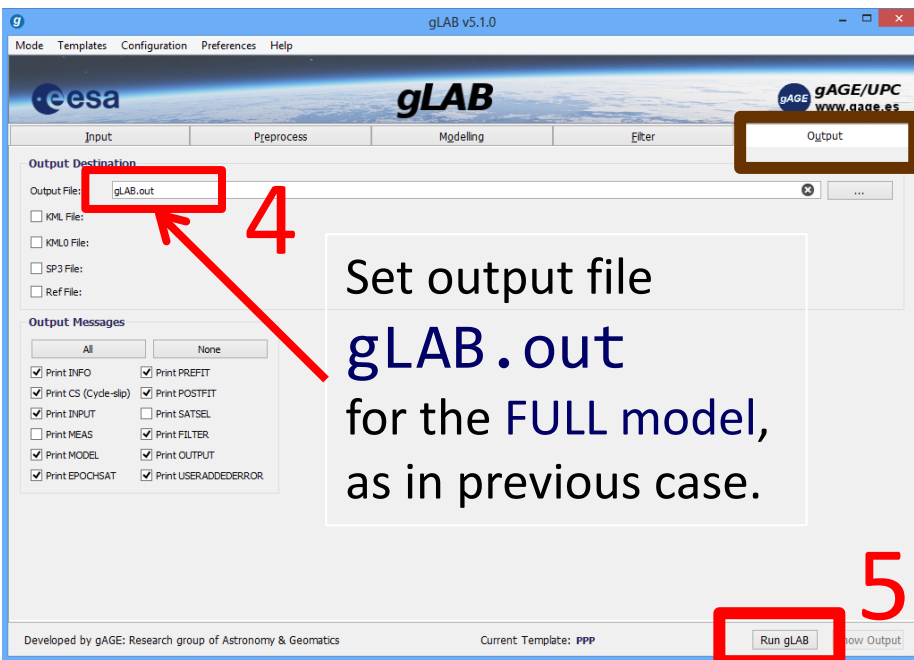 g
gLAB v5.1.0
Mode Templates Configuration Preferences Help
esa
gLAB
gAGE
gAGE/UPC
www.gage.es
Input
Preprocess
Modelling
Filter
Output
Output Destination
Output File:
gLAB.out
...
KML File:
KML0 File:
SP3 File:
Ref File:
4
Set output file
gLAB.out
for the FULL model,
as in previous case.
Output Messages
All
None
Print INFO
Print PREFIT
Print CS (Cycle-slip)
Print POSTFIT
Print INPUT
Print SATSEL
Print MEAS
Print FILTER
Print MODEL
Print OUTPUT
Print EPOCHSAT
Print USERADDEDERROR
5
Developed by gAGE: Research group of Astronomy & Geomatics
Current Template: PPP
Run gLAB
Output